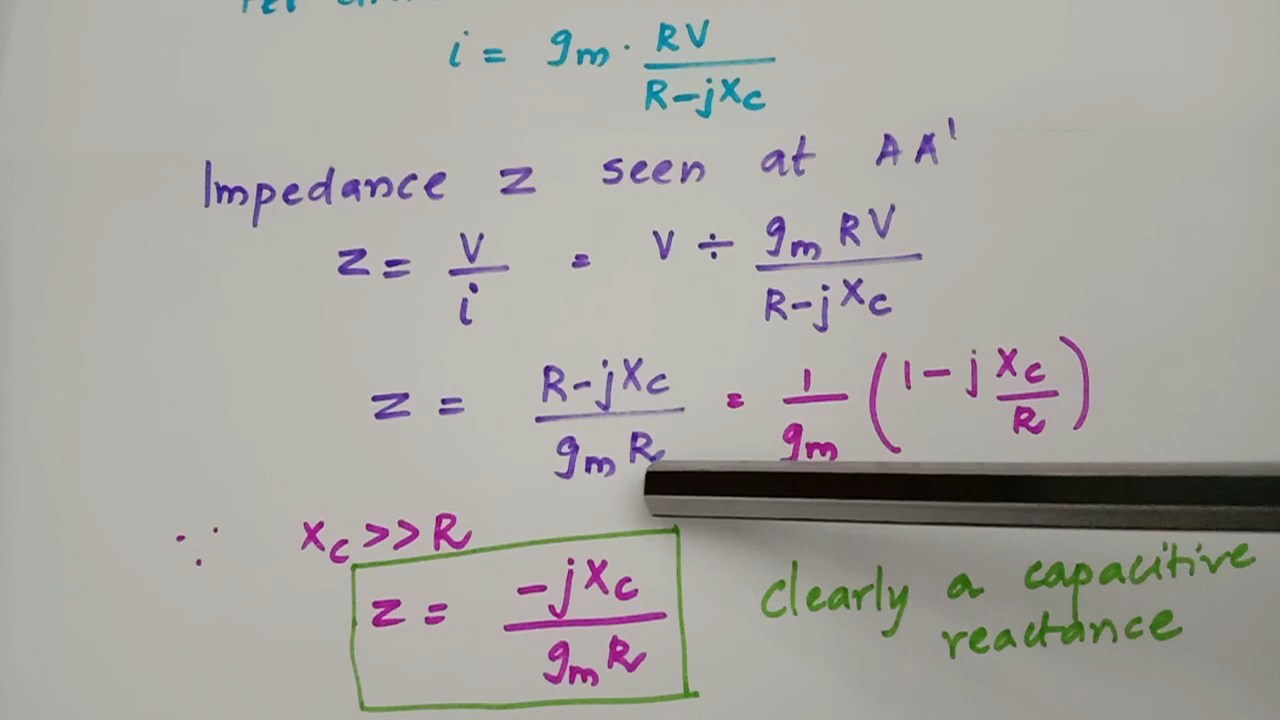 i = gm · RV / R-jXc
Impedance Z seen at AA'
Z = V/i = V ÷ gm RV / R-jXc
Z = R-jXc / gm R = 1/gm (1 - j Xc/R)
∵ Xc >> R
Z = -jXc / gm R
clearly a capacitive
reactance